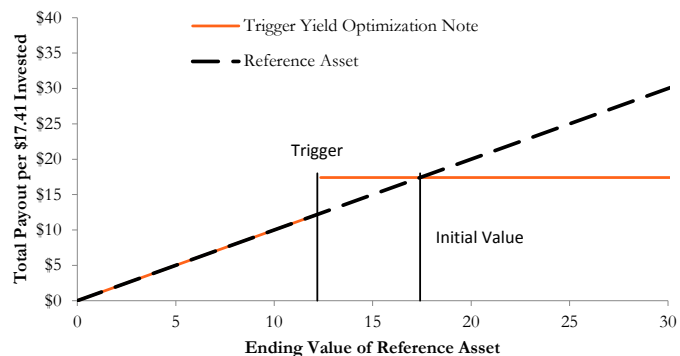 $40
$35
$30
$25
$20
$15
$10
$5
$0
Total Payout per $17.41 Invested
Trigger Yield Optimization Note
Reference Asset
Trigger
Initial Value
0 5 10 15 20 25 30
Ending Value of Reference Asset